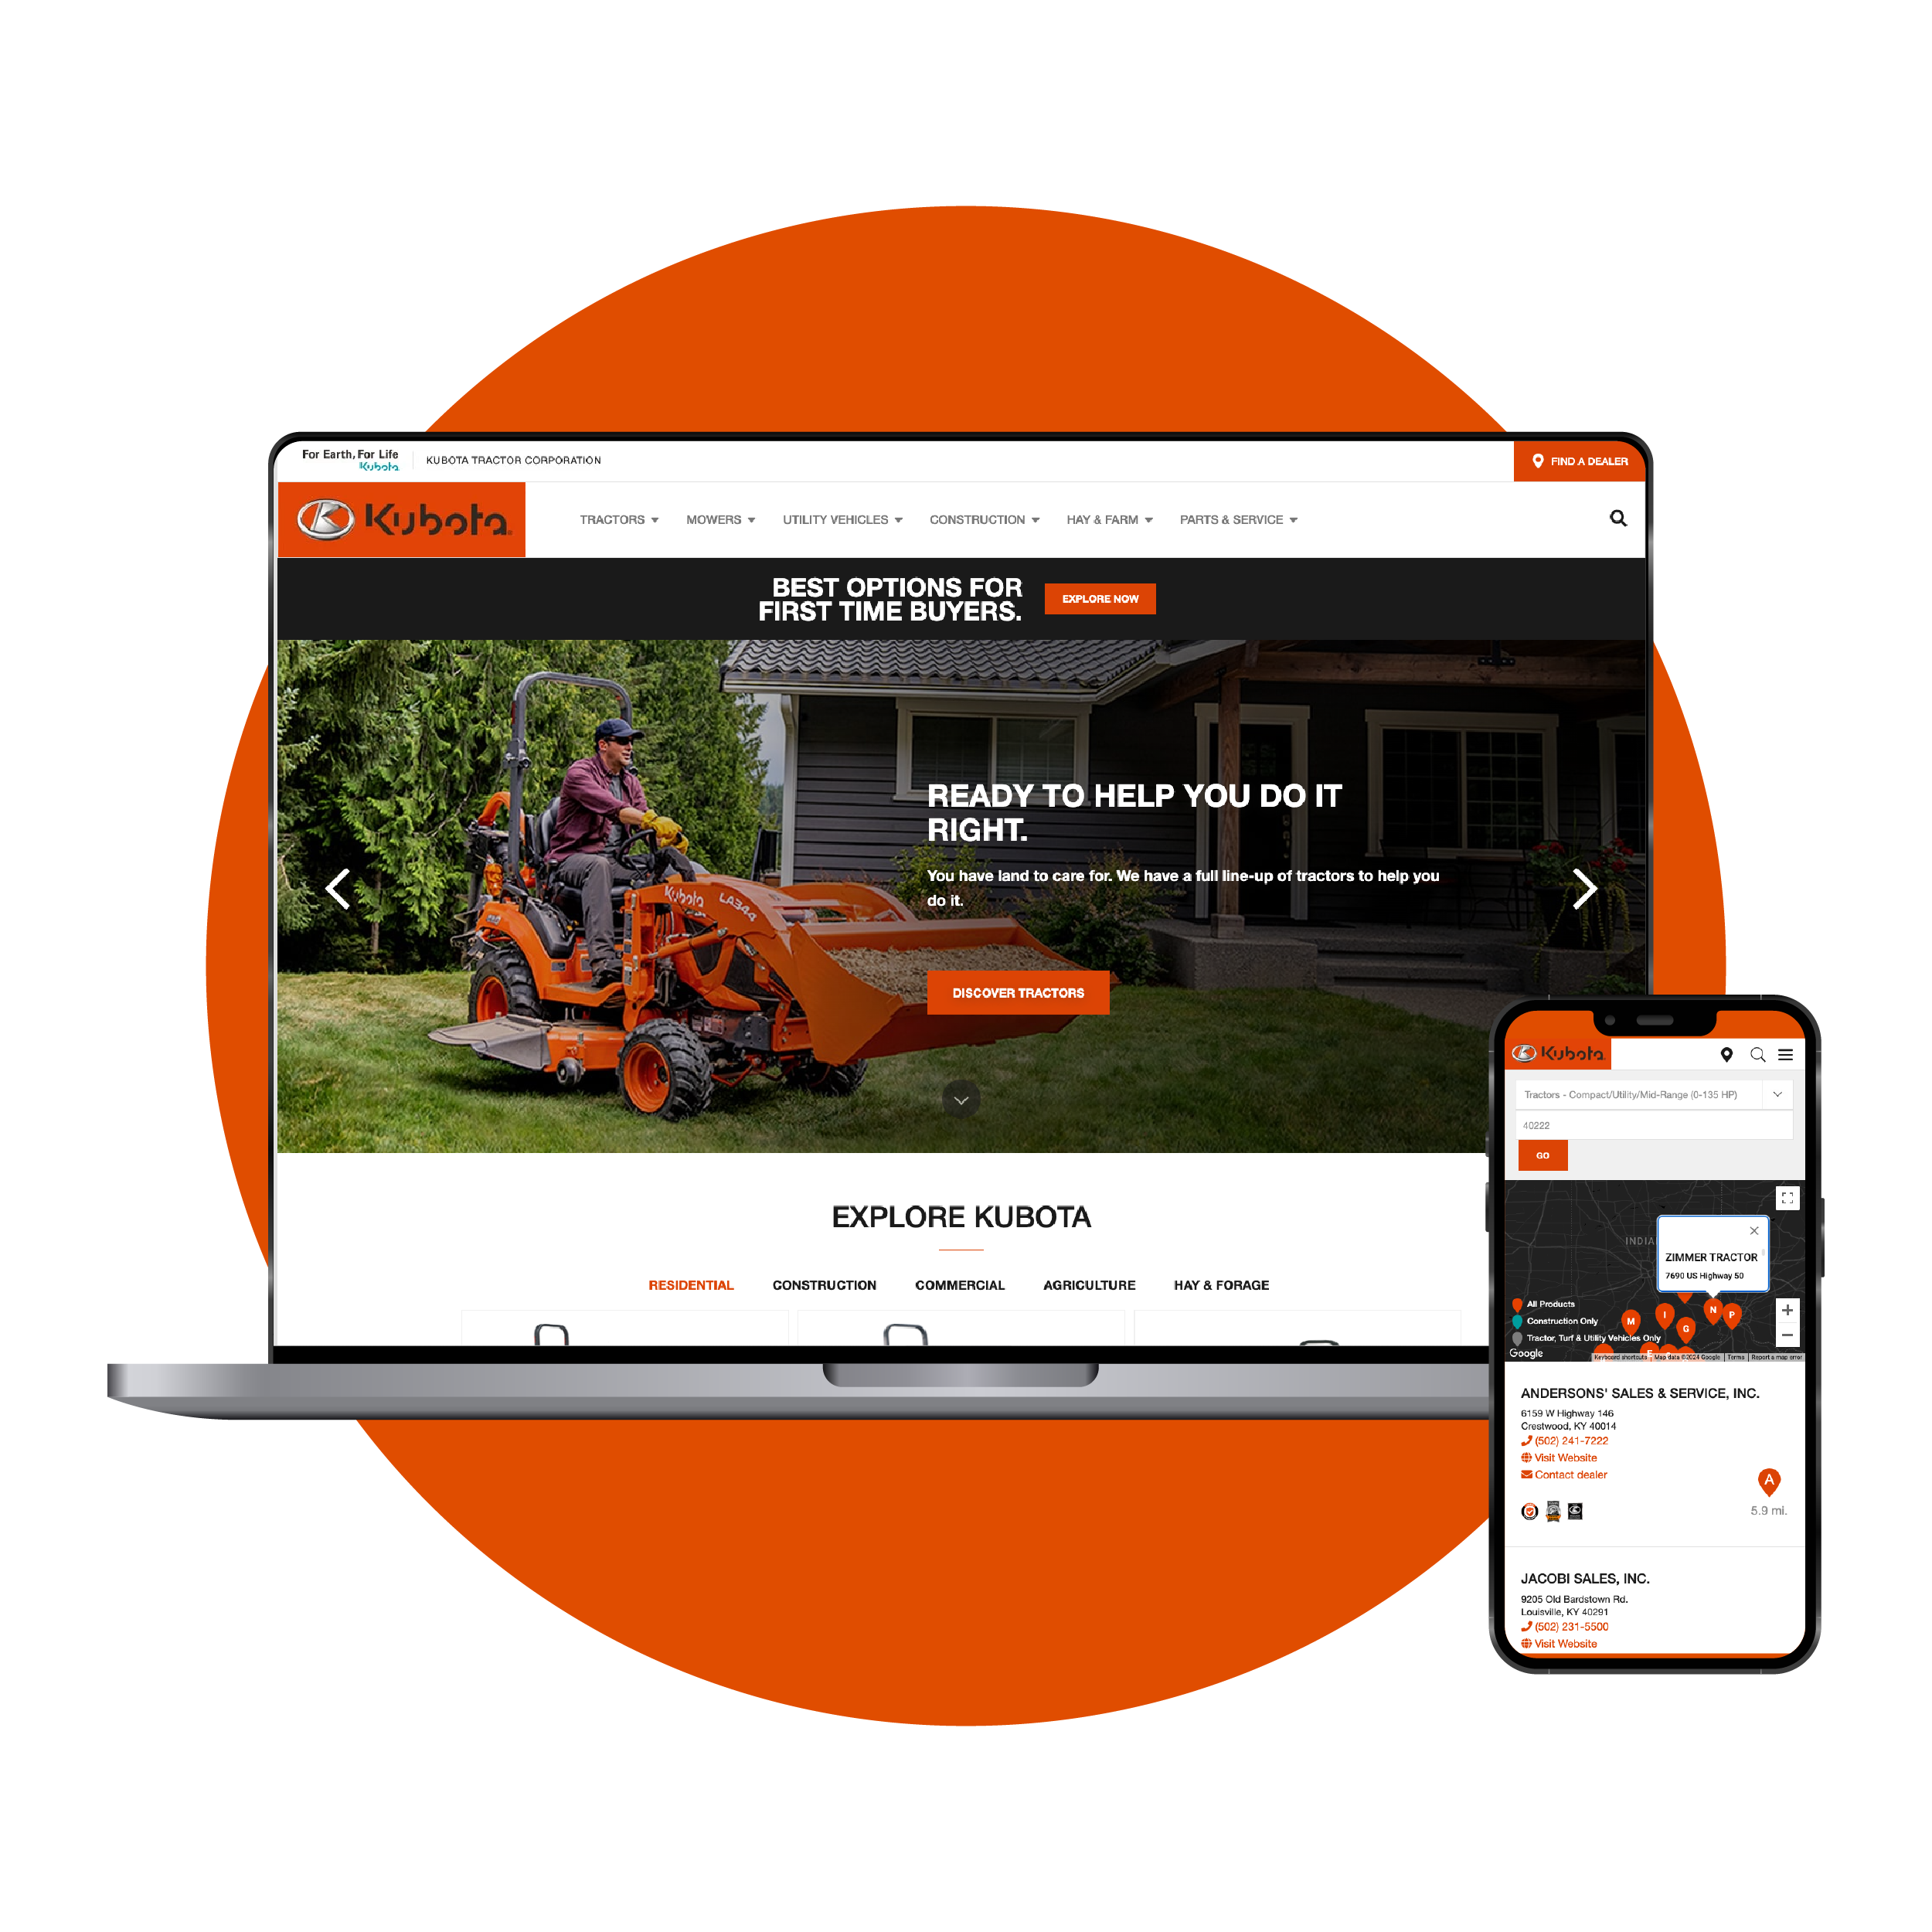 For Earth, For Life
Kubota
KUBOTA TRACTOR CORPORATION
FIND A DEALER
Kubota
TRACTORS
MOWERS
UTILITY VEHICLES
CONSTRUCTION
HAY & FARM
PARTS & SERVICE
BEST OPTIONS FOR
FIRST TIME BUYERS.
EXPLORE NOW
READY TO HELP YOU DO IT
RIGHT.
You have land to care for. We have a full line-up of tractors to help you
do it.
Kubota LA344
DISCOVER TRACTORS
EXPLORE KUBOTA
RESIDENTIAL
CONSTRUCTION
COMMERCIAL
AGRICULTURE
HAY & FORAGE
Kubota
Tractors - Compact/Utility/Mid-Range (0-135 HP)
40222
GO
INDIA
ZIMMER TRACTOR
7690 US Highway 50
All Products
Construction Only
Tractor, Turf & Utility Vehicles Only
M
I
G
N
P
Google
Keyboard shortcuts
Map data ©2024 Google
Terms
Report a map error
ANDERSONS' SALES & SERVICE, INC.
6159 W Highway 146
Crestwood, KY 40014
(502) 241-7222
Visit Website
Contact dealer
A
5.9 mi.
JACOBI SALES, INC.
9205 Old Bardstown Rd.
Louisville, KY 40291
(502) 231-5500
Visit Website